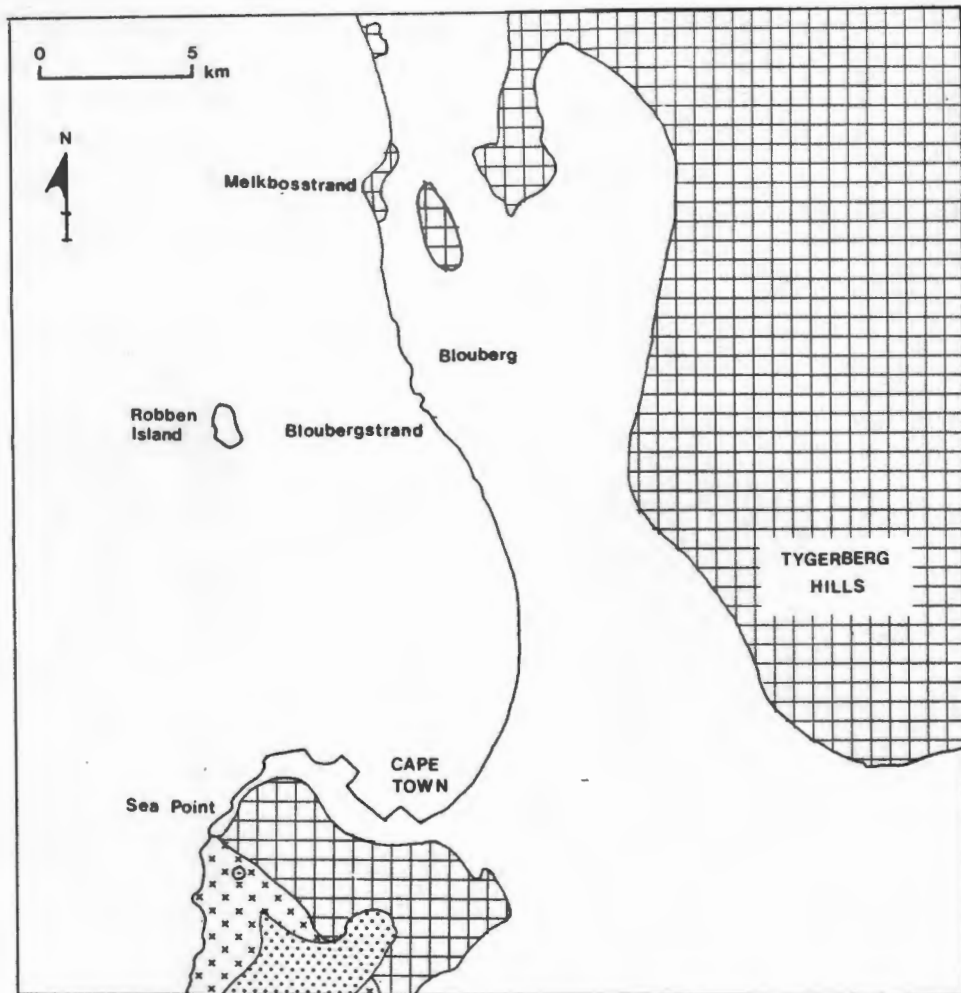 0 5
km
N
Melkbosstrand
Blouberg
Robben
Island
Bloubergstrand
TYGERBERG
HILLS
CAPE
TOWN
Sea Point